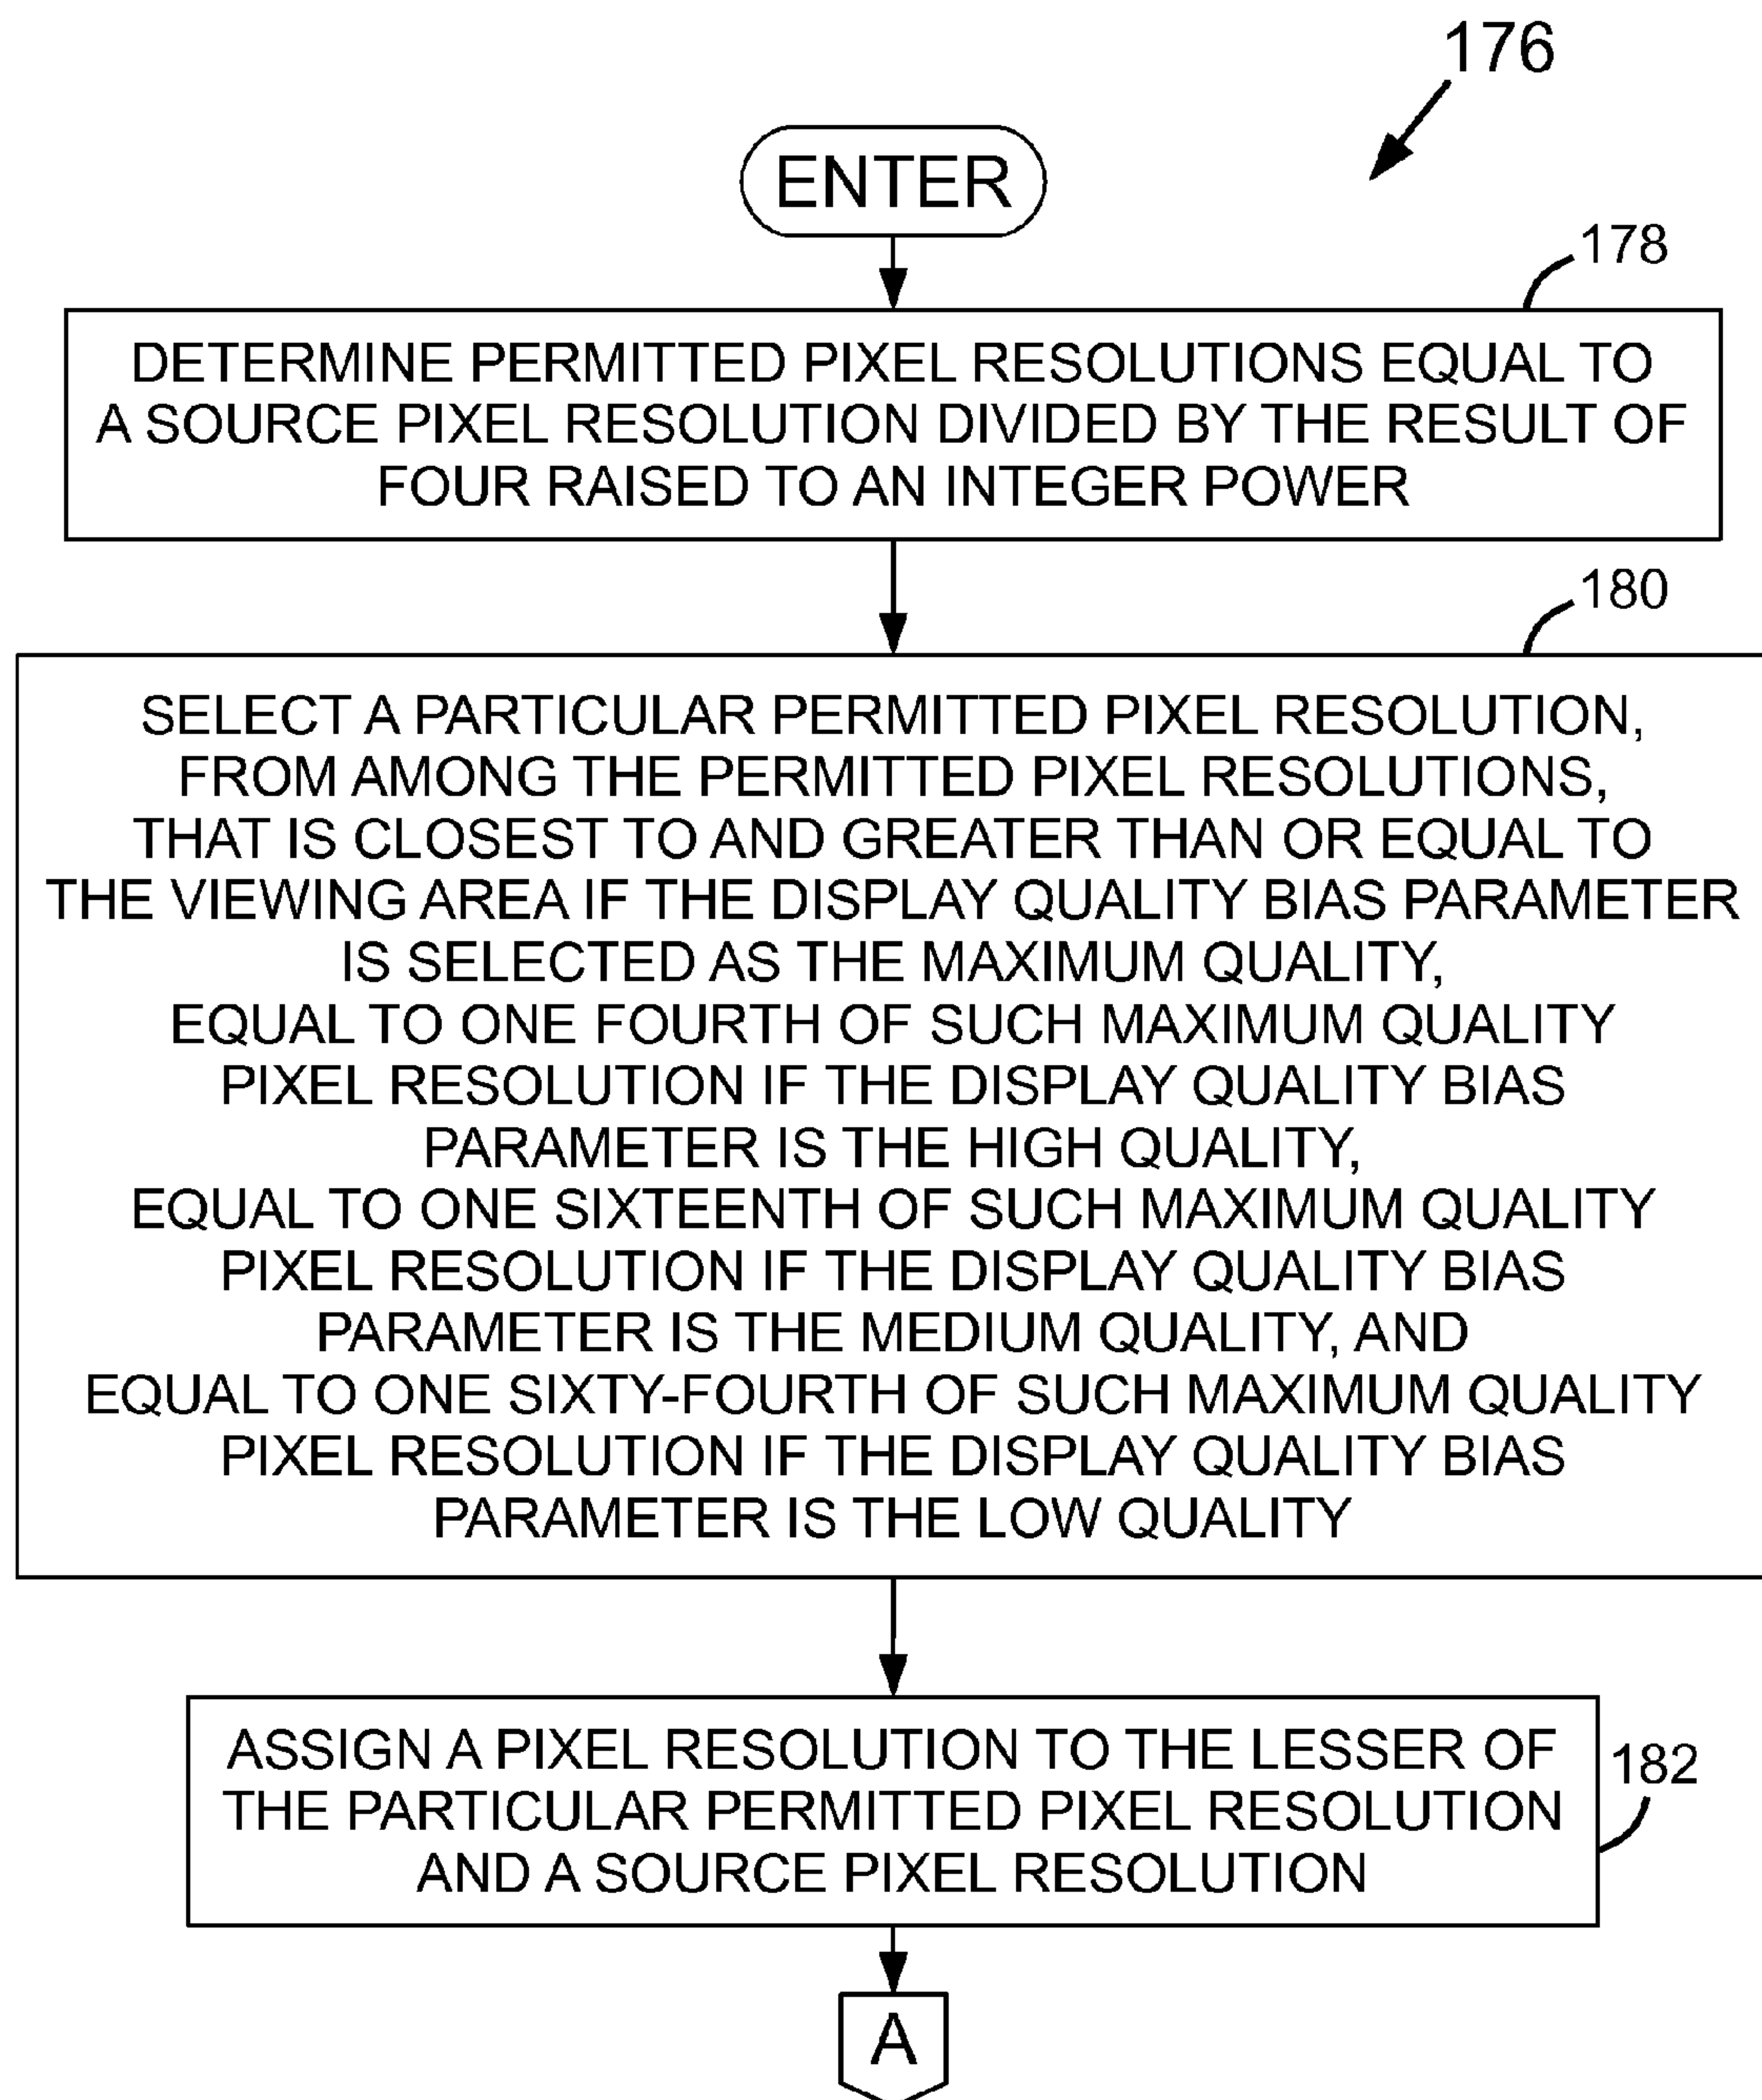 176
ENTER
178
DETERMINE PERMITTED PIXEL RESOLUTIONS EQUAL TO
A SOURCE PIXEL RESOLUTION DIVIDED BY THE RESULT OF
FOUR RAISED TO AN INTEGER POWER
180
SELECT A PARTICULAR PERMITTED PIXEL RESOLUTION,
FROM AMONG THE PERMITTED PIXEL RESOLUTIONS,
THAT IS CLOSEST TO AND GREATER THAN OR EQUAL TO
THE VIEWING AREA IF THE DISPLAY QUALITY BIAS PARAMETER
IS SELECTED AS THE MAXIMUM QUALITY,
EQUAL TO ONE FOURTH OF SUCH MAXIMUM QUALITY
PIXEL RESOLUTION IF THE DISPLAY QUALITY BIAS
PARAMETER IS THE HIGH QUALITY,
EQUAL TO ONE SIXTEENTH OF SUCH MAXIMUM QUALITY
PIXEL RESOLUTION IF THE DISPLAY QUALITY BIAS
PARAMETER IS THE MEDIUM QUALITY, AND
EQUAL TO ONE SIXTY-FOURTH OF SUCH MAXIMUM QUALITY
PIXEL RESOLUTION IF THE DISPLAY QUALITY BIAS
PARAMETER IS THE LOW QUALITY
ASSIGN A PIXEL RESOLUTION TO THE LESSER OF
THE PARTICULAR PERMITTED PIXEL RESOLUTION
AND A SOURCE PIXEL RESOLUTION
182
A